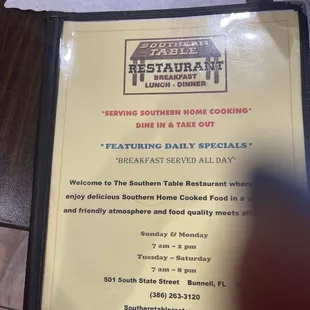 SOUTHERN
TABLE
RESTAURANT
BREAKFAST
LUNCH - DINNER
"SERVING SOUTHERN HOME COOKING"
DINE IN & TAKE OUT
"FEATURING DAILY SPECIALS"
"BREAKFAST SERVED ALL DAY"
Welcome to The Southern Table Restaurant where
enjoy delicious Southern Home Cooked Food in a
and friendly atmosphere and food quality meets
Sunday & Monday
7 am – 2 pm
Tuesday – Saturday
7 am – 8 pm
501 South State Street Bunnell, FL
(386) 263-3120